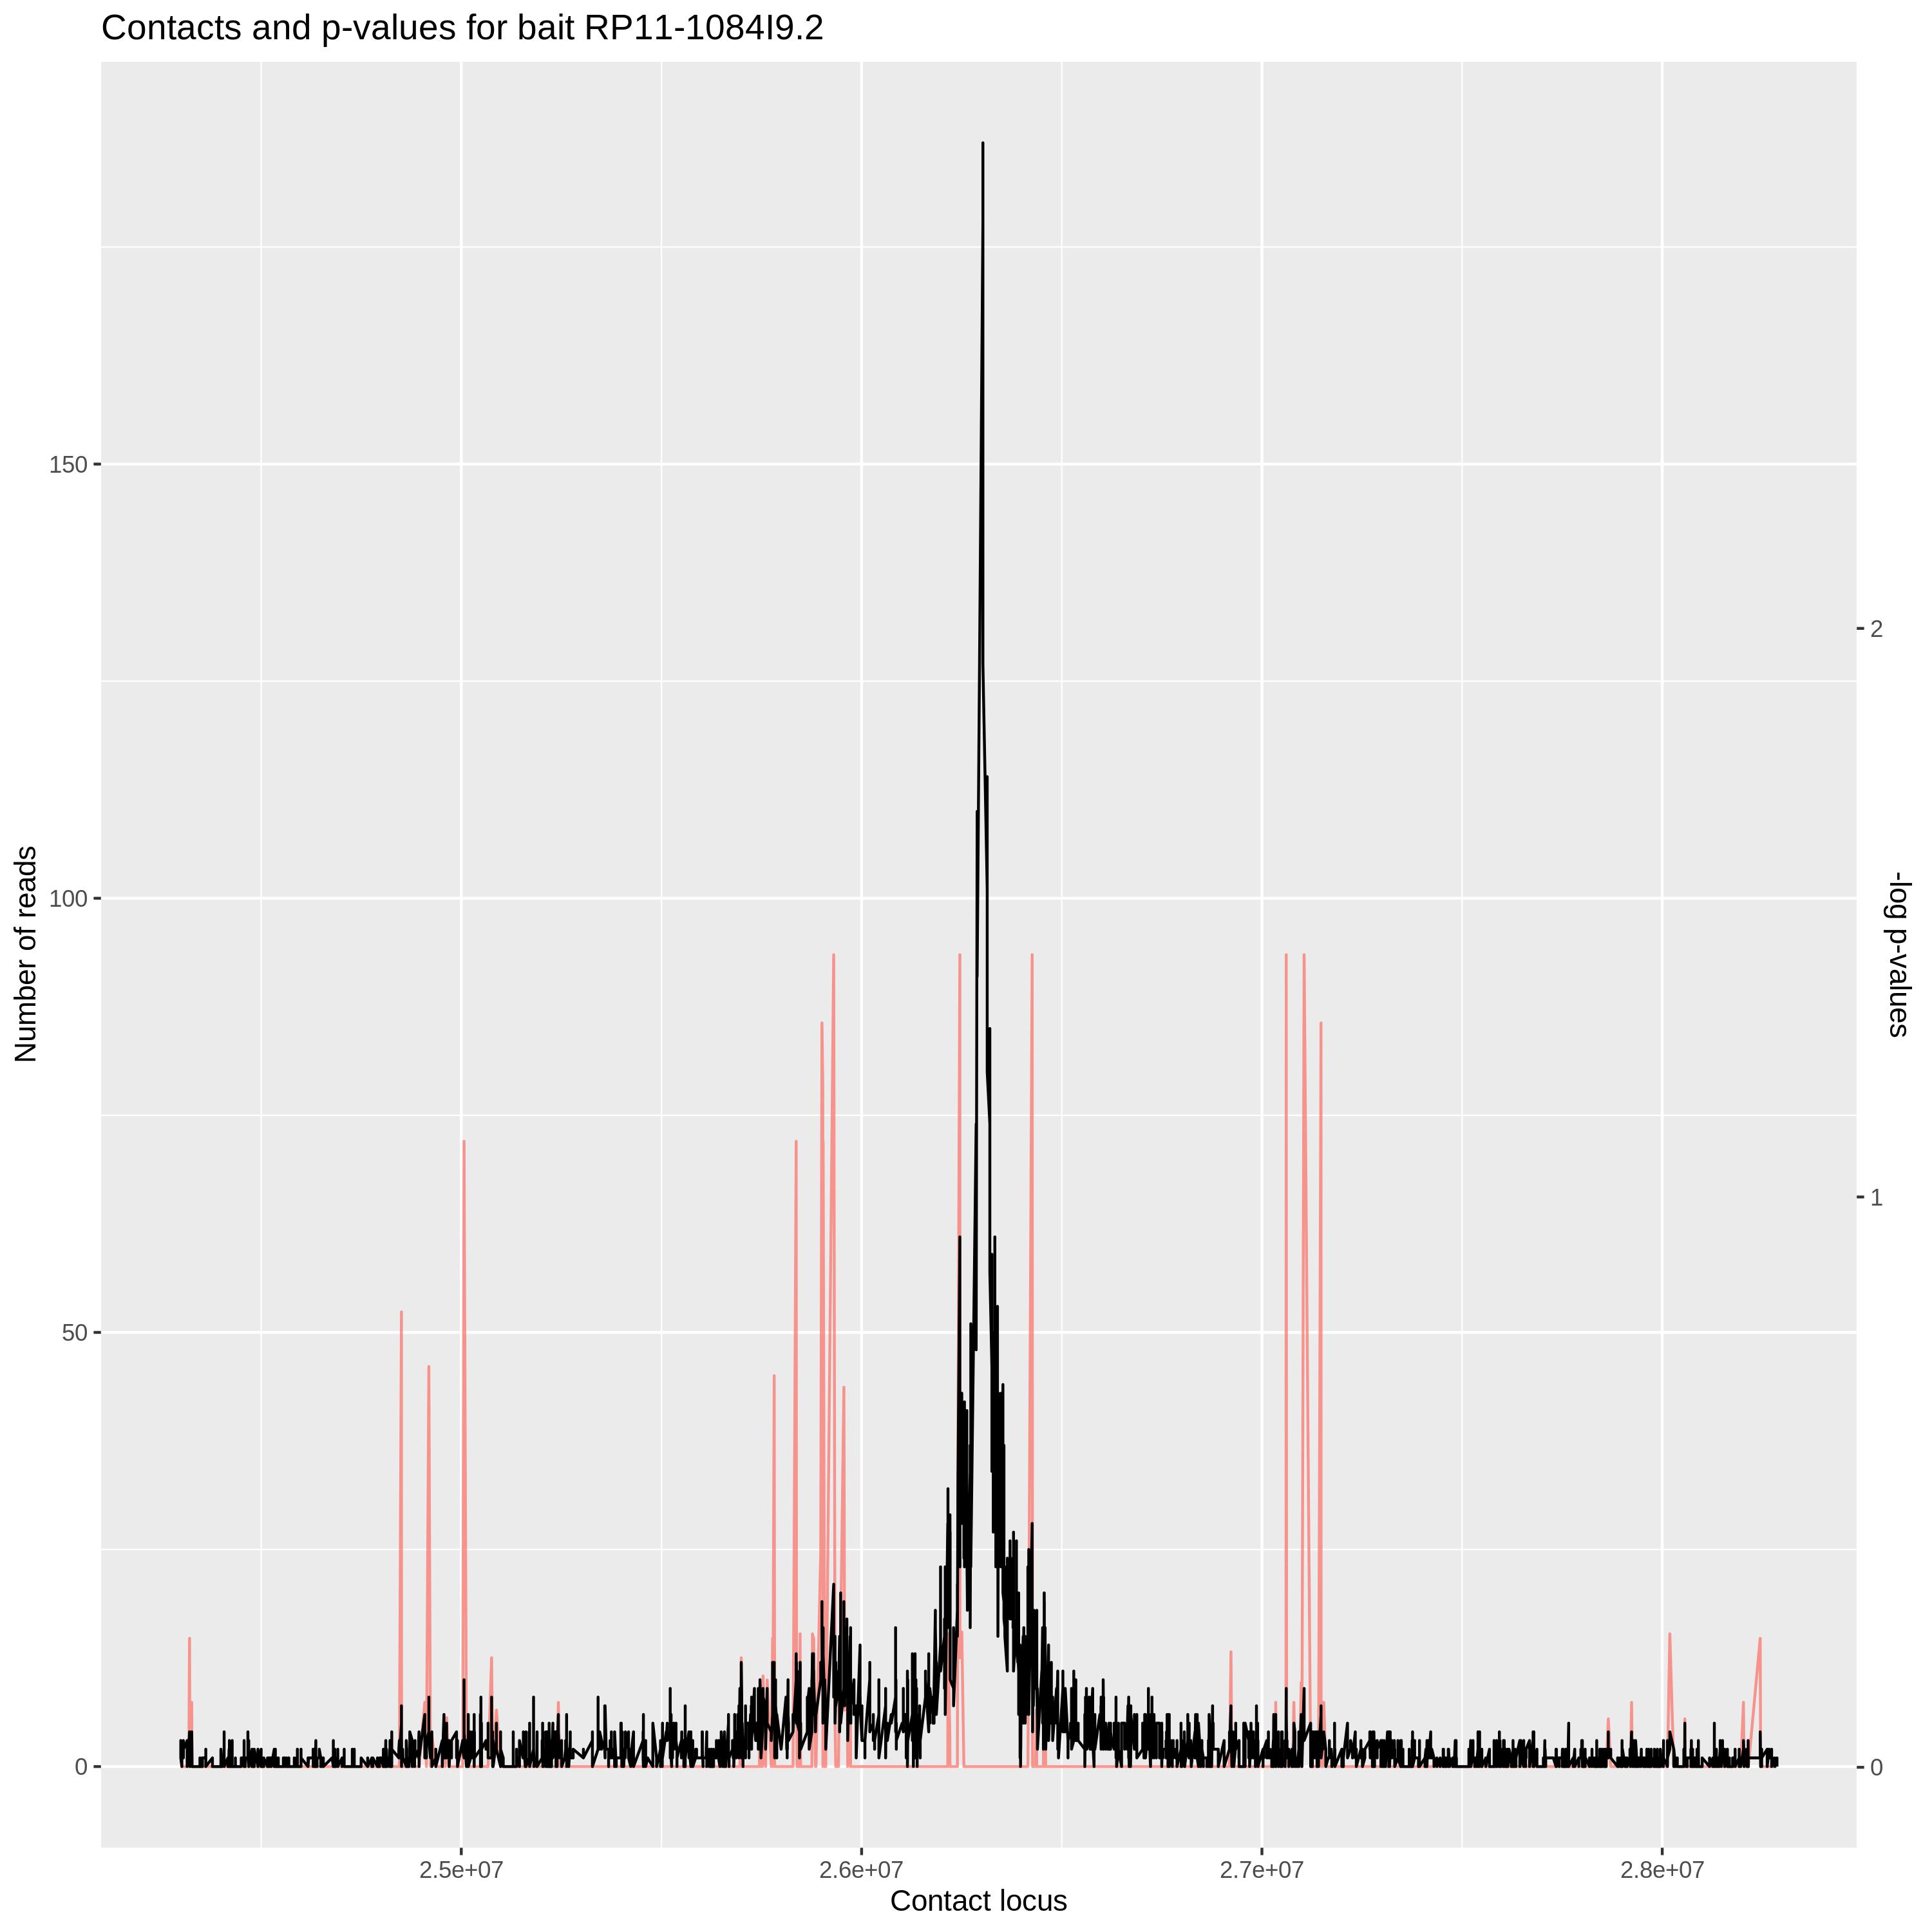 Contacts and p-values for bait RP11-1084I9.2
150
100
50
0
2
1
0
Number of reads
-log p-values
2.5e+07
2.6e+07
2.7e+07
2.8e+07
Contact locus